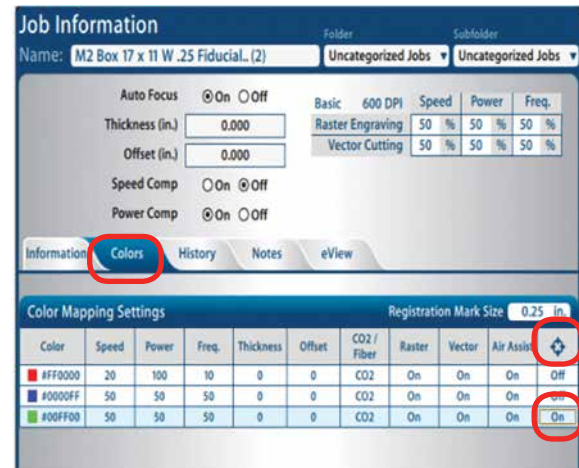 Job Information
Folder Subfolder
Name: M2 Box 17 x 11 W .25 Fiducial.. (2) Uncategorized Jobs Uncategorized Jobs
Auto Focus On Off
Basic 600 DPI Speed Power Freq.
Thickness (in.) 0.000 Raster Engraving 50 % 50 % 50 %
Offset (in.) 0.000 Vector Cutting 50 % 50 % 50 %
Speed Comp On Off
Power Comp On Off
Information Colors History Notes eView
Color Mapping Settings Registration Mark Size 0.25 in.
Color Speed Power Freq. Thickness Offset CO2 / Fiber Raster Vector Air Assist
#FF0000 20 100 10 0 0 CO2 On On On Off
#0000FF 50 50 50 0 0 CO2 On On On Off
#00FF00 50 50 50 0 0 CO2 On On On On